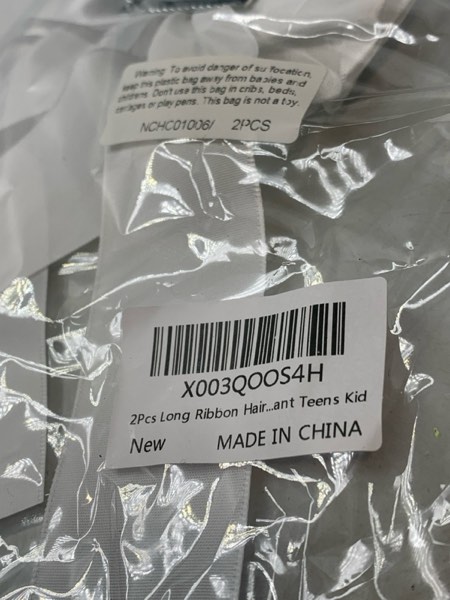 Warning: To avoid danger of suffocation,
keep this plastic bag away from babies and
children. Don't use this bag in cribs, beds,
carriages or play pens. This bag is not a toy.
NCHC01006/ 2PCS
X003QOOS4H
2Pcs Long Ribbon Hair...ant Teens Kid
New MADE IN CHINA